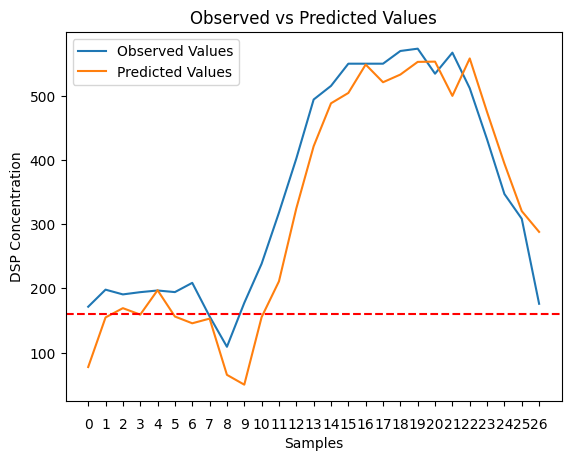 Observed vs Predicted Values
Observed Values
Predicted Values
DSP Concentration
500
400
300
200
100
0 1 2 3 4 5 6 7 8 9 10 11 12 13 14 15 16 17 18 19 20 21 22 23 24 25 26
Samples